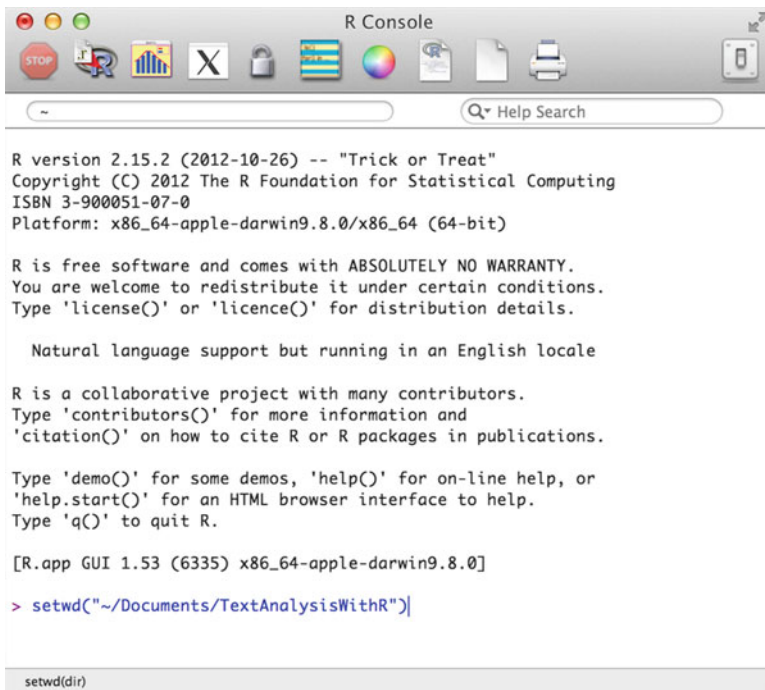 R Console
STOP
X
R
~
Help Search
R version 2.15.2 (2012-10-26) -- "Trick or Treat"
Copyright (C) 2012 The R Foundation for Statistical Computing
ISBN 3-900051-07-0
Platform: x86_64-apple-darwin9.8.0/x86_64 (64-bit)
R is free software and comes with ABSOLUTELY NO WARRANTY.
You are welcome to redistribute it under certain conditions.
Type 'license()' or 'licence()' for distribution details.
Natural language support but running in an English locale
R is a collaborative project with many contributors.
Type 'contributors()' for more information and
'citation()' on how to cite R or R packages in publications.
Type 'demo()' for some demos, 'help()' for on-line help, or
'help.start()' for an HTML browser interface to help.
Type 'q()' to quit R.
[R.app GUI 1.53 (6335) x86_64-apple-darwin9.8.0]
> setwd("~/Documents/TextAnalysisWithR")
setwd(dir)